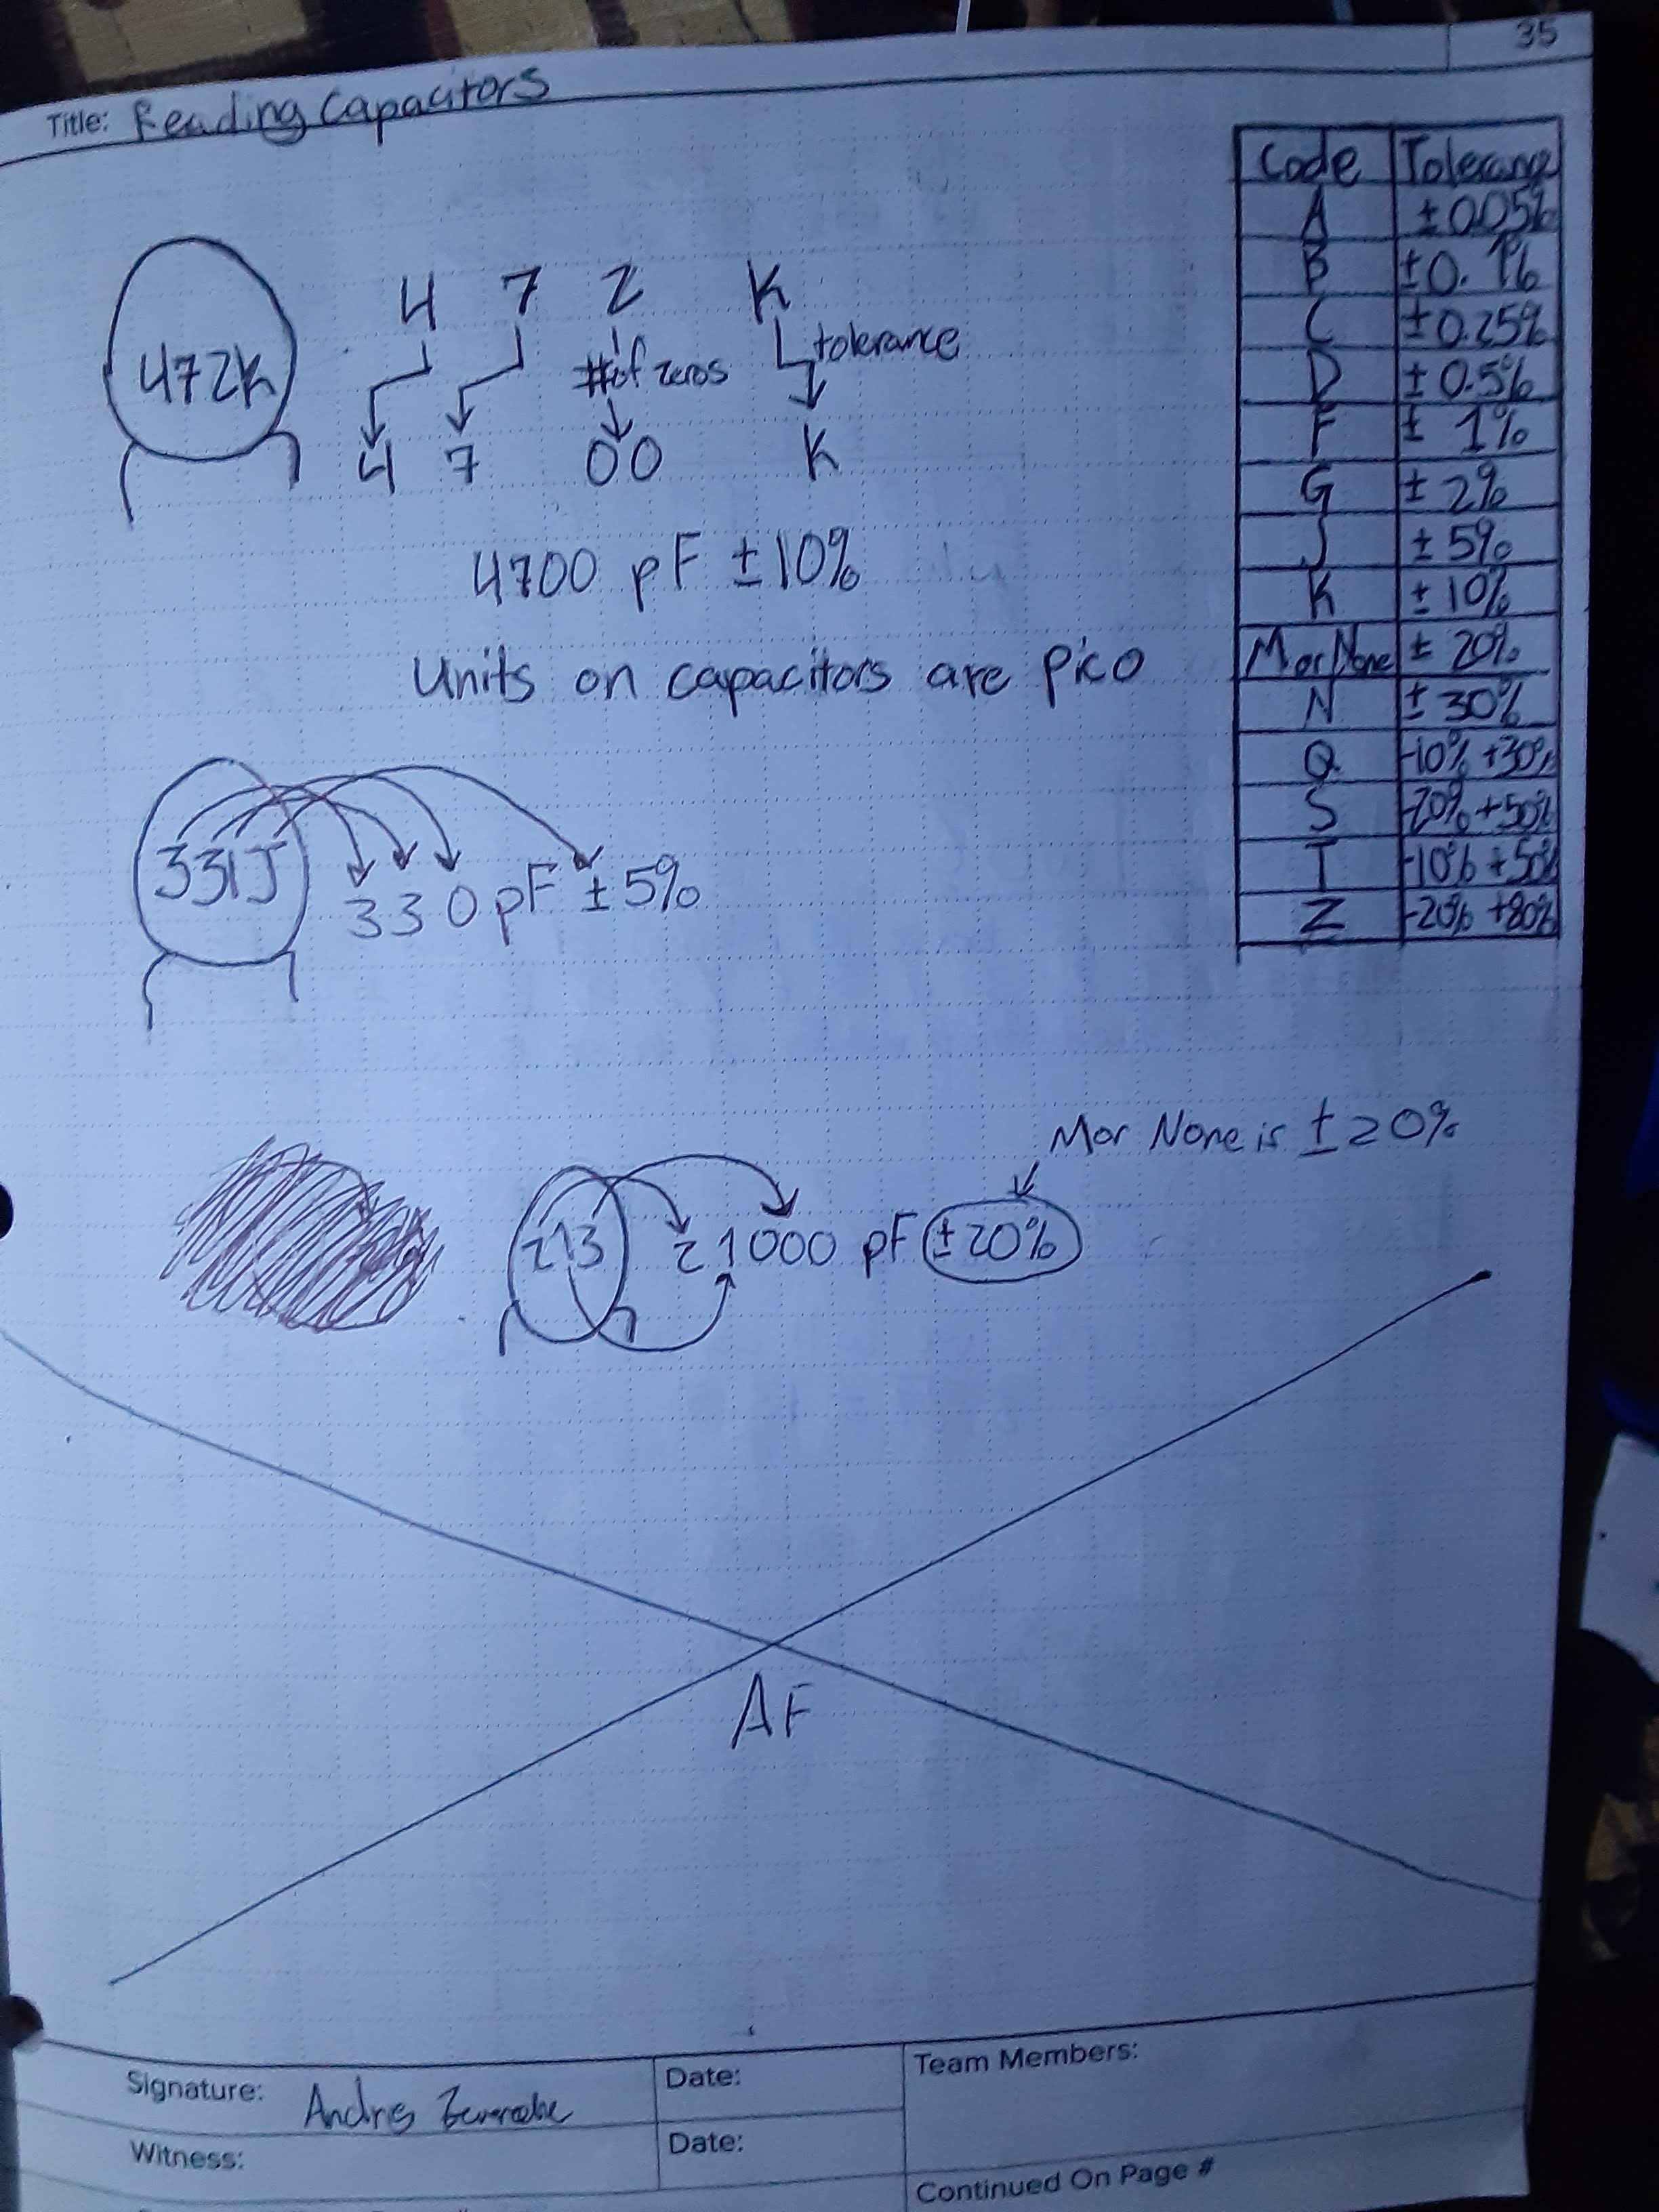 35
Title: Reading Capacitors
472K
4 7 2 K
# of zeros
tolerance
4 7 00 K
4700 pF ±10%
Units on capacitors are pico
331J
330 pF ±5%
M or None is ±20%
213
21000 pF ±20%
Code Tolerance
A ±0.05%
B ±0.1%
C ±0.25%
D ±0.5%
F ± 1%
G ± 2%
J ± 5%
K ± 10%
M or None ± 20%
N ± 30%
Q -10% +30%
S -20% +50%
T -10% +50%
Z -20% +80%
AF
Signature: Andres
Date:
Team Members:
Witness:
Date:
Continued On Page #